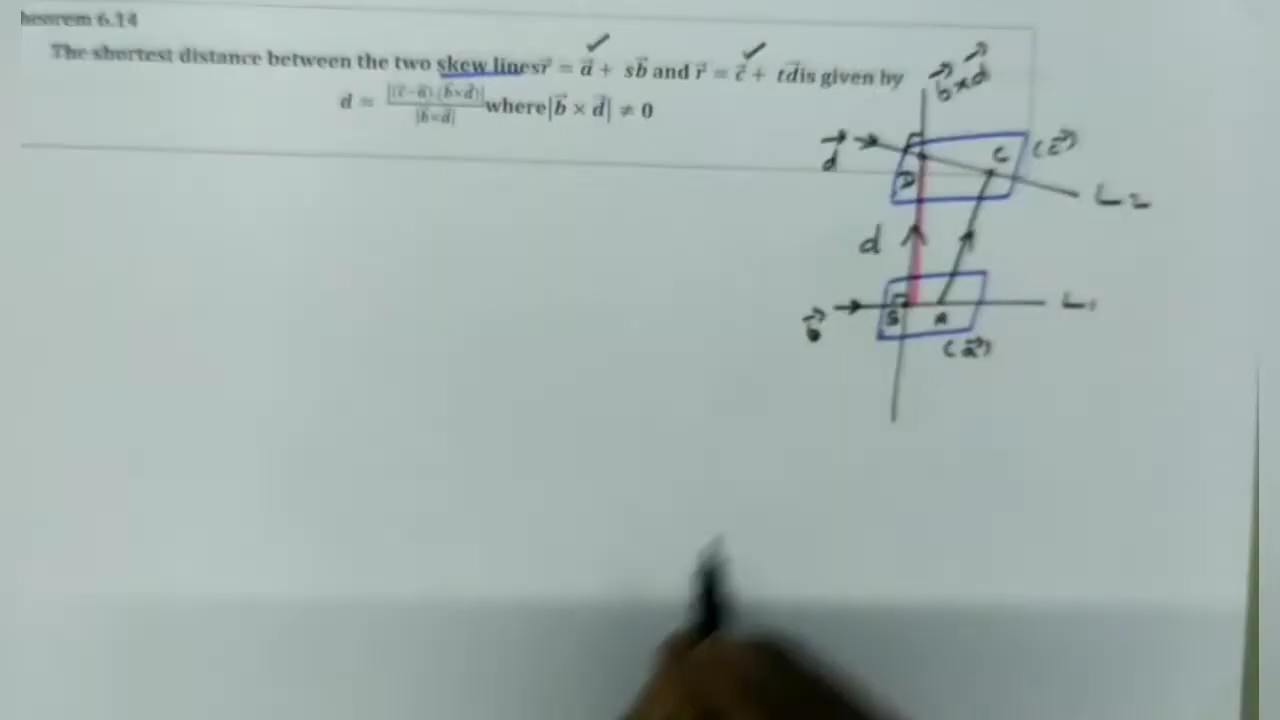 heorem 6.14
The shortest distance between the two skew lines r⃗ = a⃗ + sb⃗ and r⃗ = c⃗ + td⃗ is given by
d = |(c⃗−a⃗).(b⃗×d⃗)| / |b⃗×d⃗| where |b⃗ × d⃗| ≠ 0
b⃗×d⃗
d⃗
C (c⃗)
D
L2
d
b⃗
A
L1
(a⃗)